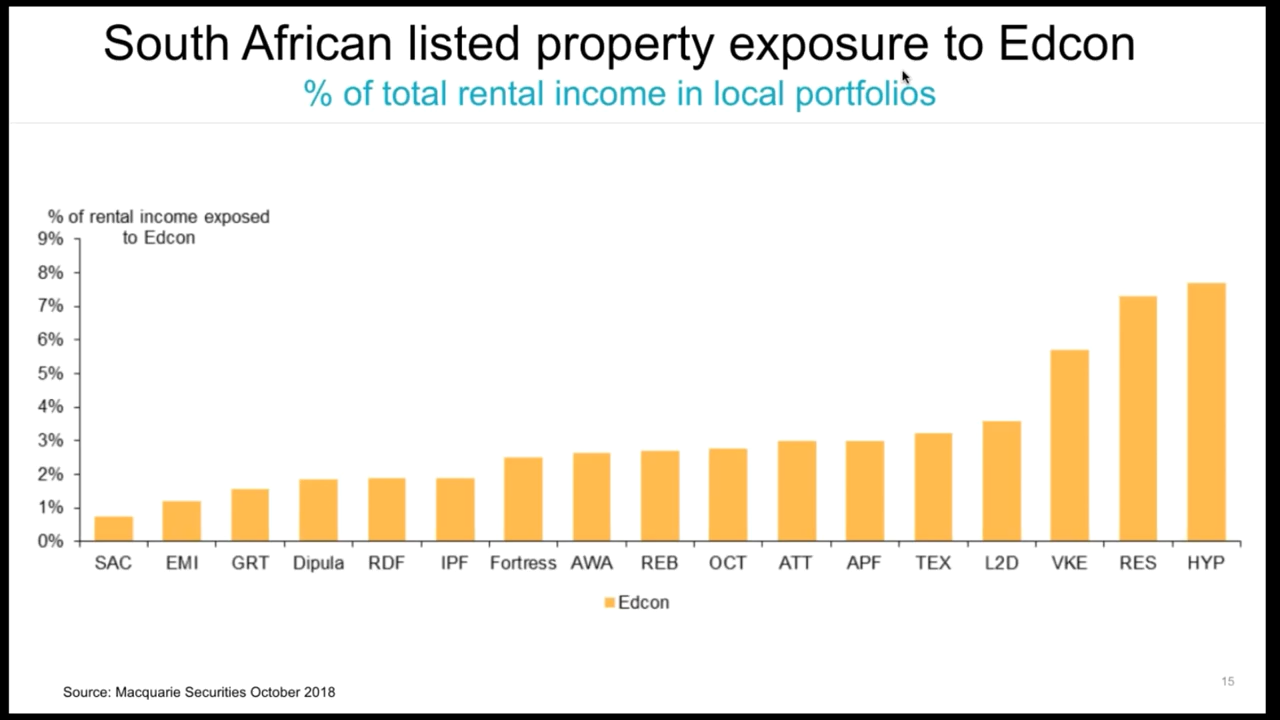 South African listed property exposure to Edcon
% of total rental income in local portfolios
% of rental income exposed
to Edcon
9%
8%
7%
6%
5%
4%
3%
2%
1%
0%
SAC EMI GRT Dipula RDF IPF Fortress AWA REB OCT ATT APF TEX L2D VKE RES HYP
Edcon
Source: Macquarie Securities October 2018
15